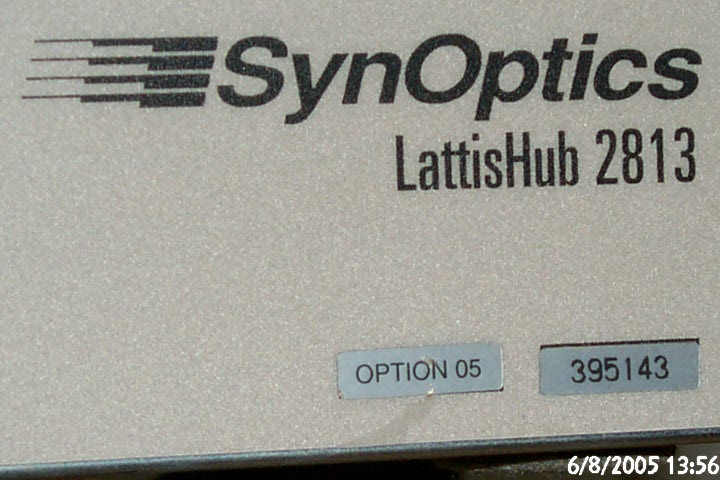 SynOptics
LattisHub 2813
OPTION 05
395143
6/8/2005 13:56